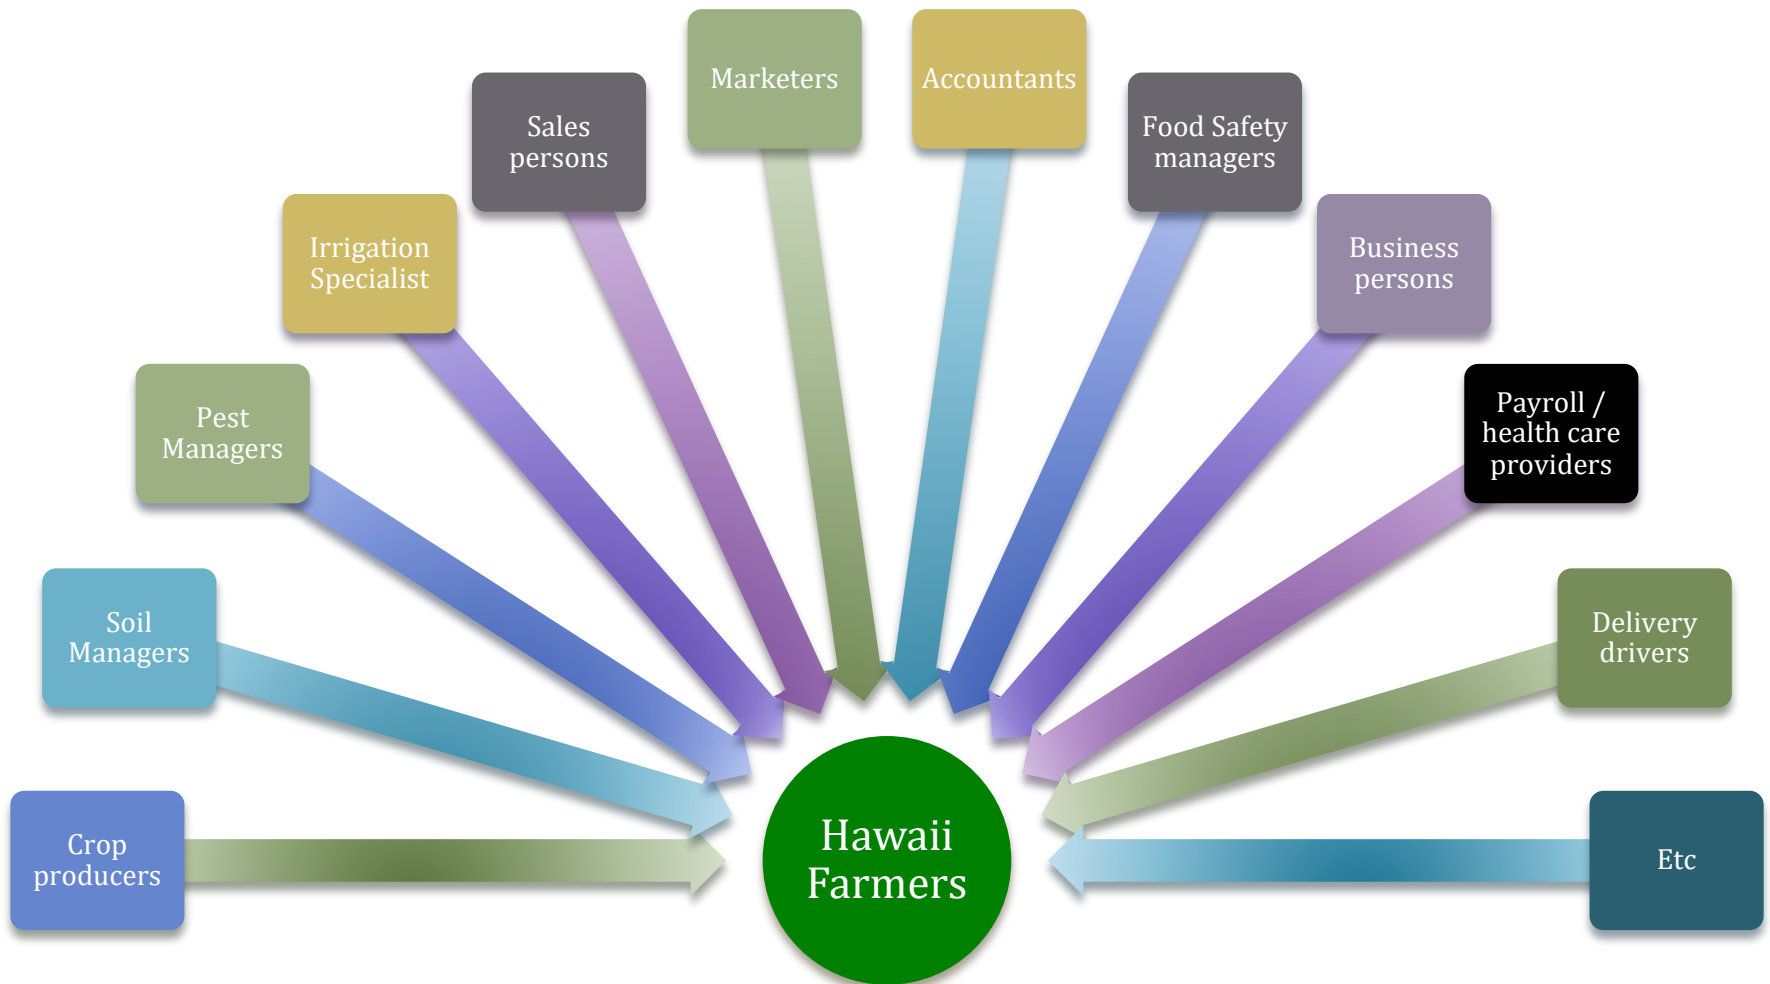 Marketers
Accountants
Sales
persons
Food Safety
managers
Irrigation
Specialist
Business
persons
Pest
Managers
Payroll /
health care
providers
Soil
Managers
Delivery
drivers
Crop
producers
Hawaii
Farmers
Etc